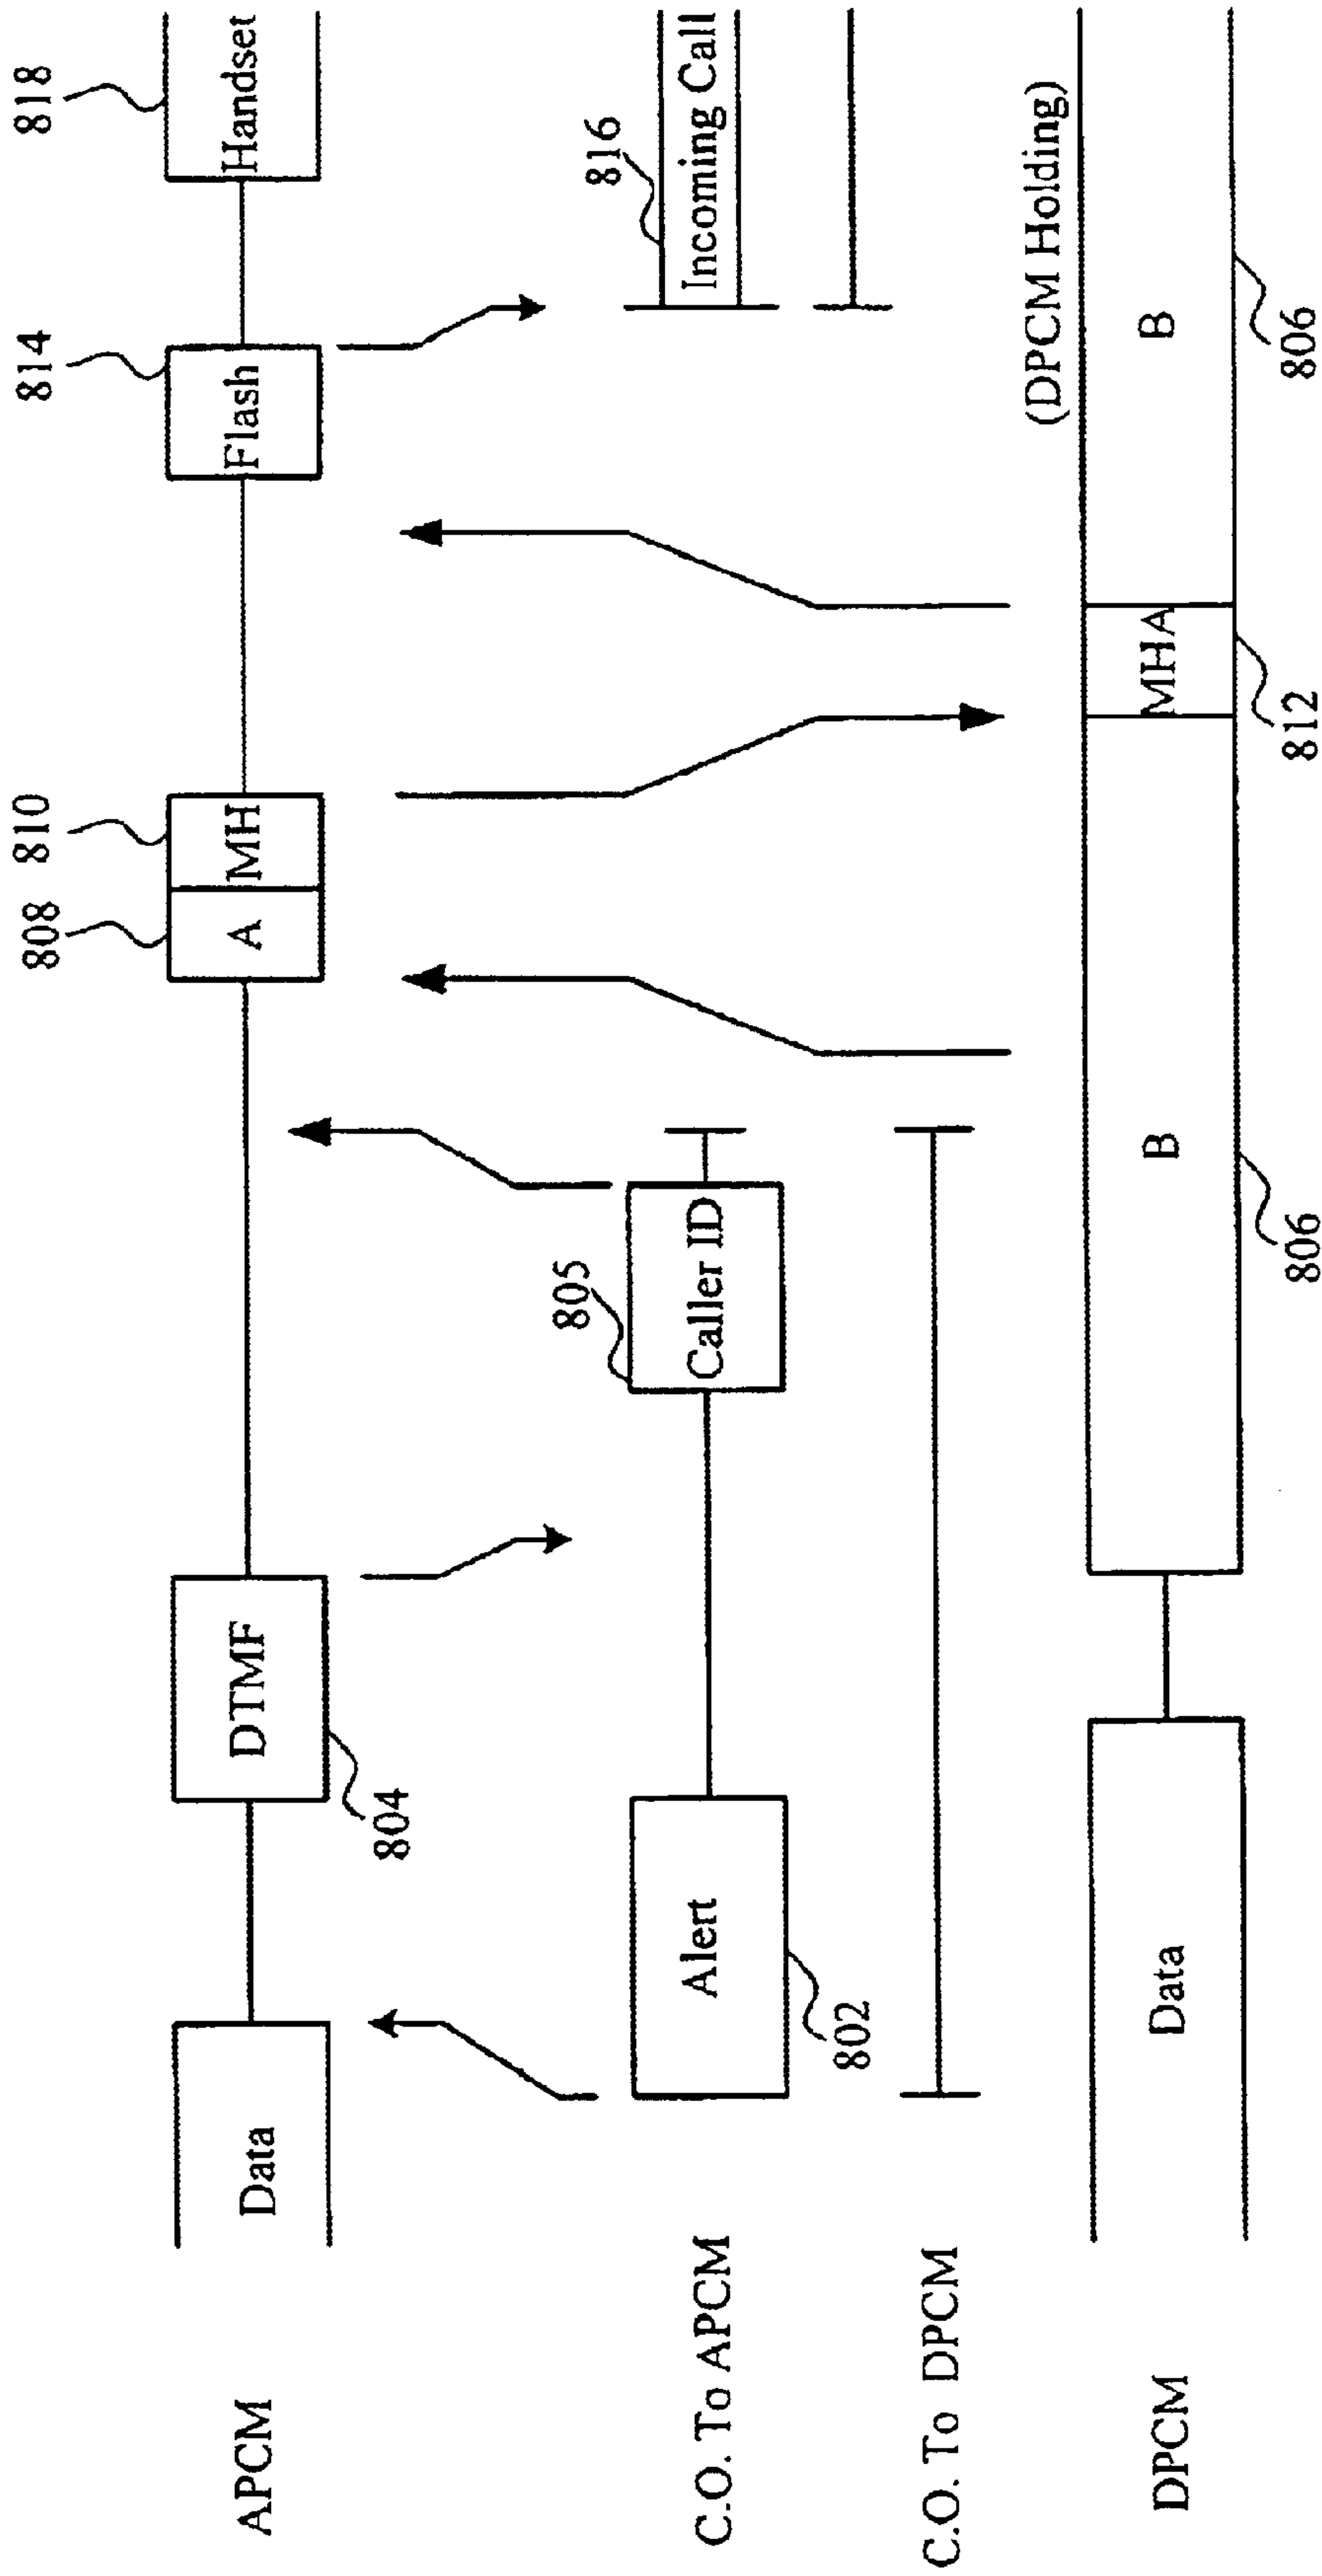 APCM
Data
DTMF
804
A
808
MH
810
Flash
814
Handset
818
C.O. To APCM
Alert
802
Caller ID
805
Incoming Call
816
C.O. To DPCM
DPCM
Data
B
806
MHA
812
B
806
(DPCM Holding)